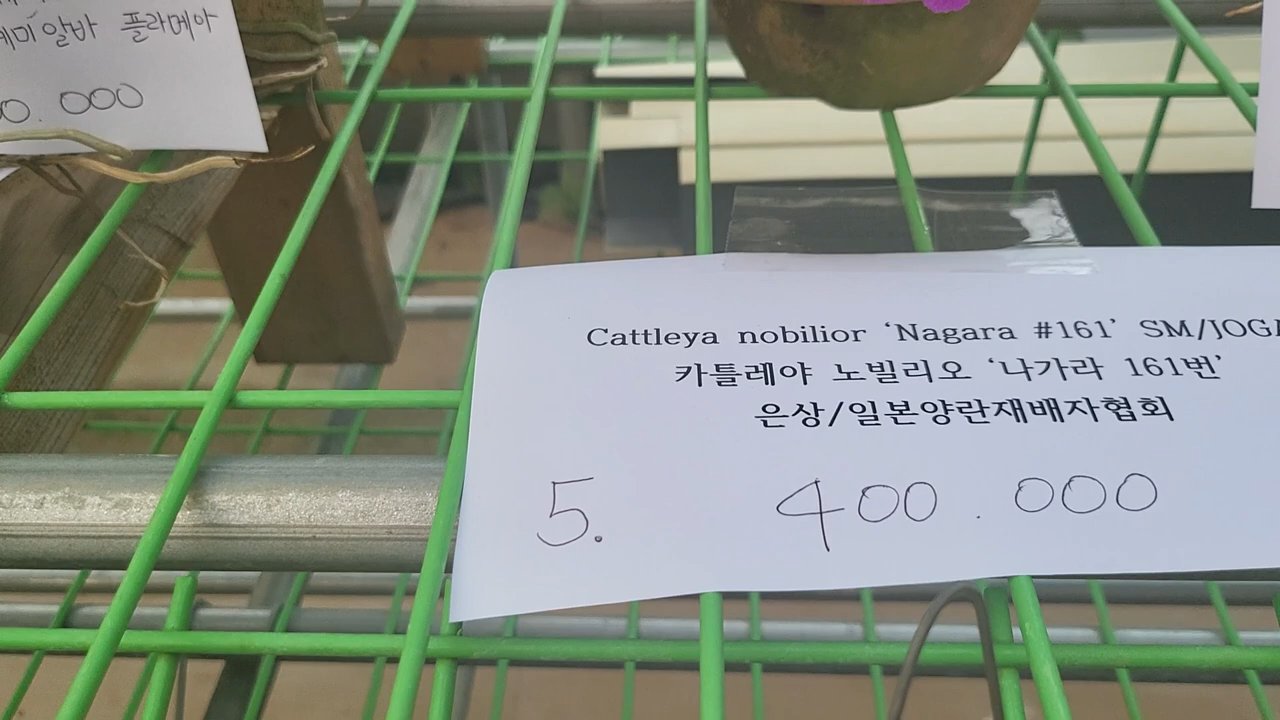 알바 플라메아
0. 000
Cattleya nobilior ‘Nagara #161’ SM/JOGA
카틀레야 노빌리오 ‘나가라 161번’
은상/일본양란재배자협회
5. 400.000